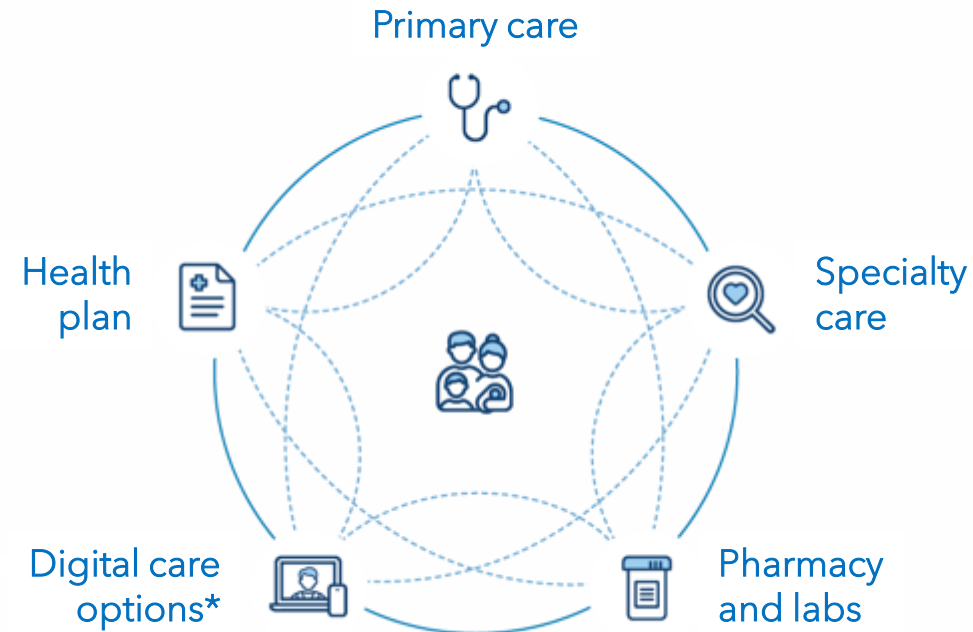 Primary care
Health
plan
Specialty
care
Digital care
options*
Pharmacy
and labs